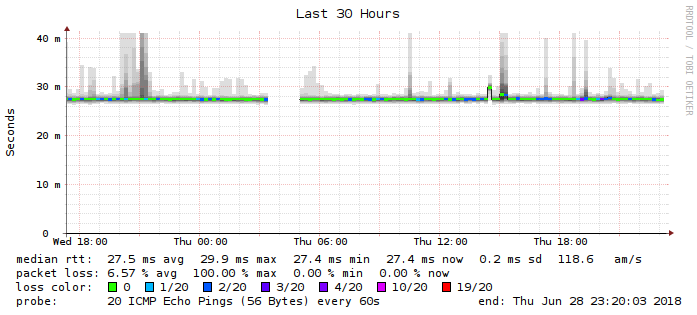 Last 30 Hours
RRDTOOL / TOBI OETIKER
Seconds
40 m
30 m
20 m
10 m
0
Wed 18:00 Thu 00:00 Thu 06:00 Thu 12:00 Thu 18:00
median rtt: 27.5 ms avg 29.9 ms max 27.4 ms min 27.4 ms now 0.2 ms sd 118.6 am/s
packet loss: 6.57 % avg 100.00 % max 0.00 % min 0.00 % now
loss color: 0 1/20 2/20 3/20 4/20 10/20 19/20
probe: 20 ICMP Echo Pings (56 Bytes) every 60s end: Thu Jun 28 23:20:03 2018